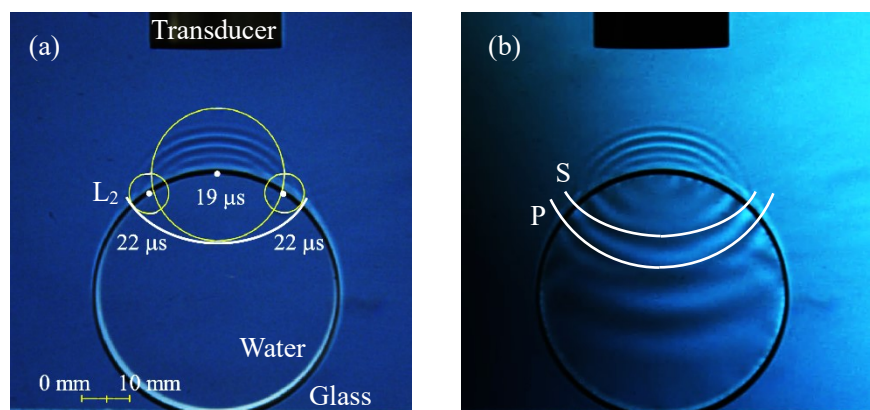 Transducer
(a)
L₂
19 µs
22 µs
22 µs
Water
0 mm
10 mm
Glass
(b)
S
P